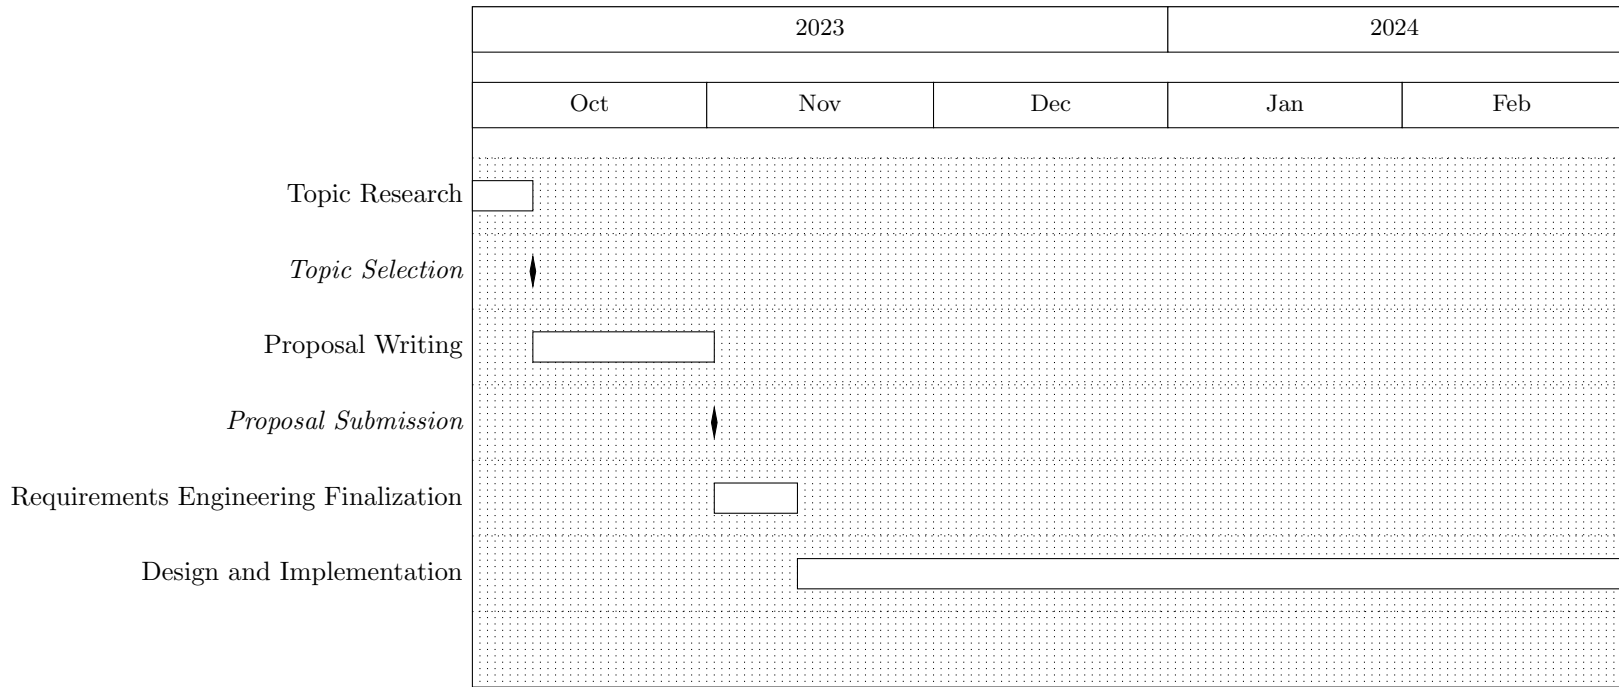 2023 2024
Oct Nov Dec Jan Feb
Topic Research
Topic Selection
Proposal Writing
Proposal Submission
Requirements Engineering Finalization
Design and Implementation